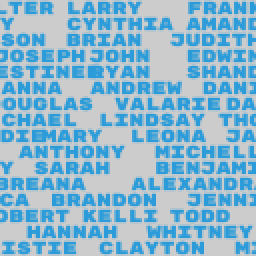 LTER LARRY FRANK
Y CYNTHIA AMAND
SON BRIAN JUDITH
JOSEPH JOHN EDWIN
ESTINE RYAN SHAND
ANNA ANDREW DANI
OUGLAS VALARIE DA
CHAEL LINDSAY THO
DIE MARY LEONA JA
ANTHONY MICHELL
Y SARAH BENJAMI
BREANA ALEXANDRA
CA BRANDON JENNI
OBERT KELLI TODD
HANNAH WHITNEY
ISTIE CLAYTON MI